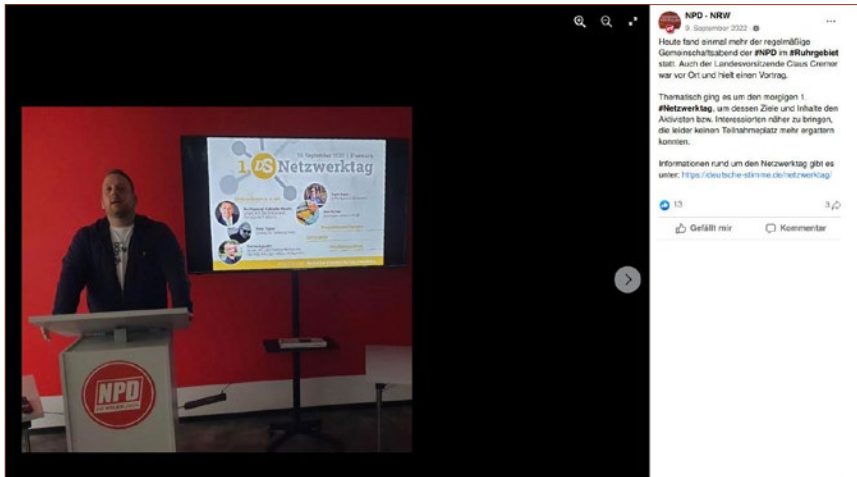 NPD - NRW
9. September 2022
Heute fand einmal mehr der regelmäßige
Gemeinschaftsabend der #NPD im #Ruhrgebiet
statt. Auch der Landesvorsitzende Claus Cremer
war vor Ort und hielt einen Vortrag.
Thematisch ging es um den morgigen 1.
#Netzwerktag, um dessen Ziele und Inhalte den
Aktivisten bzw. Interessierten näher zu bringen,
die leider keinen Teilnahmeplatz mehr ergattern
konnten.
Informationen rund um den Netzwerktag gibt es
unter: https://deutsche-stimme.de/netzwerktag/
13
3
Gefällt mir
Kommentar
1. DS Netzwerktag
NPD